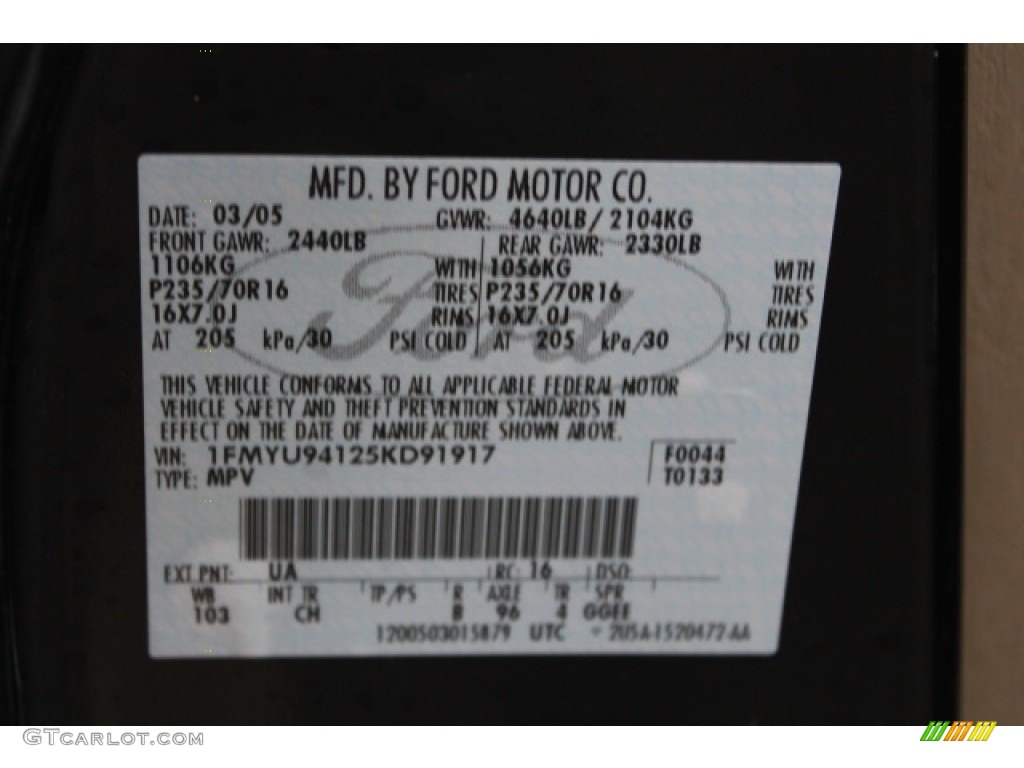 MFD. BY FORD MOTOR CO.
DATE: 03/05 GVWR: 4640LB/ 2104KG
FRONT GAWR: 2440LB REAR GAWR: 2330LB
1106KG WITH 1056KG WITH
P235/70R16 TIRES P235/70R16 TIRES
16X7.0J RIMS 16X7.0J RIMS
AT 205 kPa/30 PSI COLD AT 205 kPa/30 PSI COLD
Ford
THIS VEHICLE CONFORMS TO ALL APPLICABLE FEDERAL MOTOR
VEHICLE SAFETY AND THEFT PREVENTION STANDARDS IN
EFFECT ON THE DATE OF MANUFACTURE SHOWN ABOVE.
VIN: 1FMYU94125KD91917 F0044
TYPE: MPV T0133
EXT PNT: UA RC: 16 DSO:
WB INT TR TP/PS R AXLE TR SPR
103 CH B 96 4 GGEE
1200503015879 UTC 2U5A-1520472-AA
GTCarlot.com